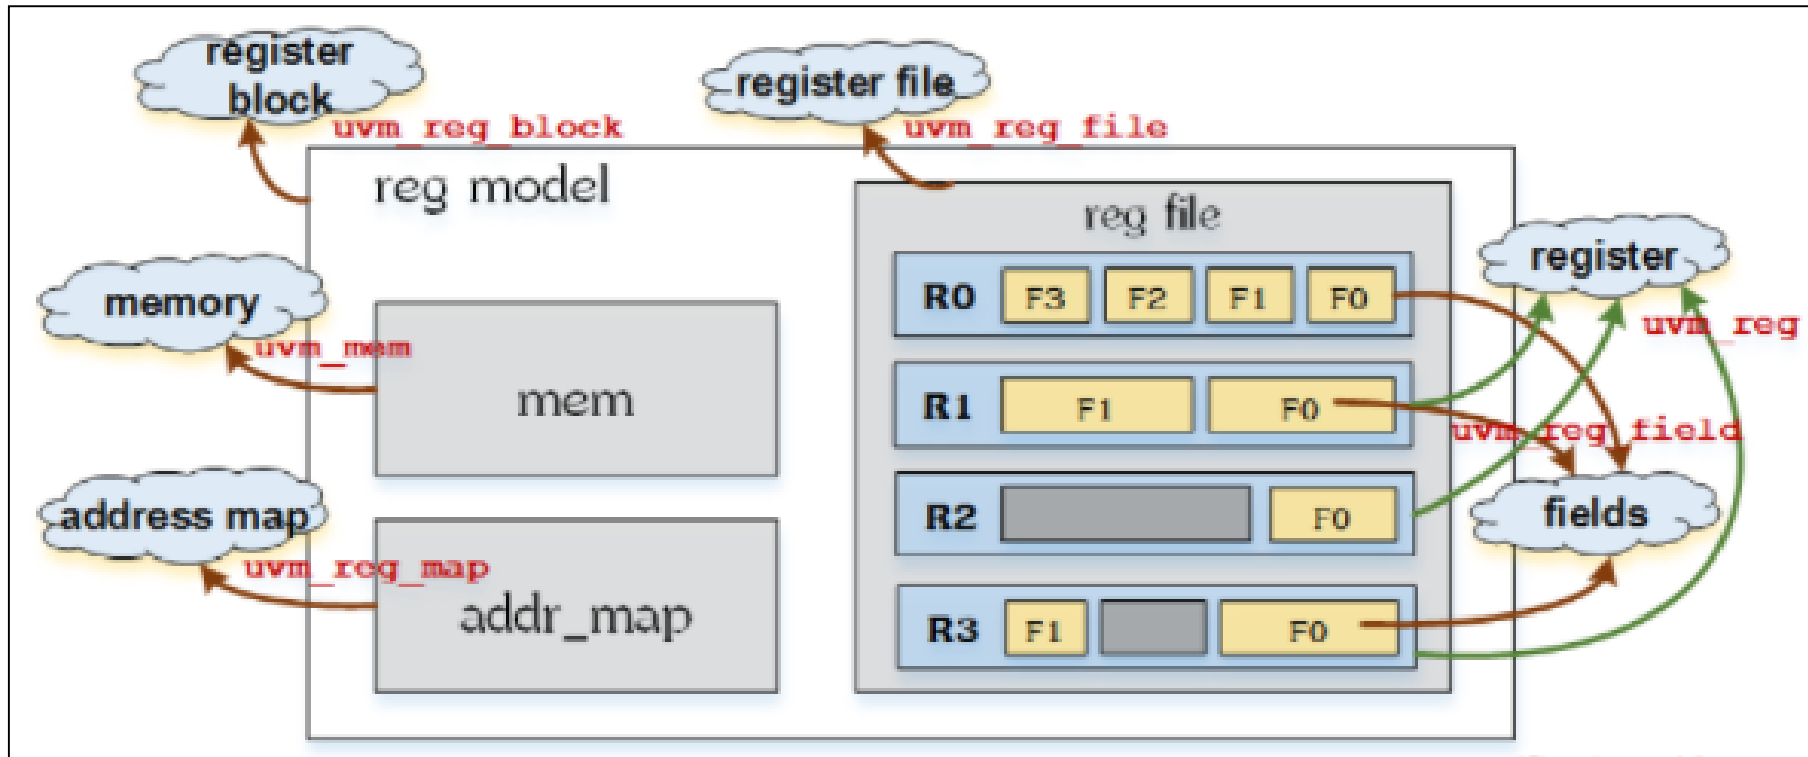 register
block
uvm_reg_block
register file
uvm_reg_file
reg model
reg file
memory
uvm_mem
mem
address map
uvm_reg_map
addr_map
R0 F3 F2 F1 F0
R1 F1 F0
R2 F0
R3 F1 F0
register
uvm_reg
uvm_reg_field
fields